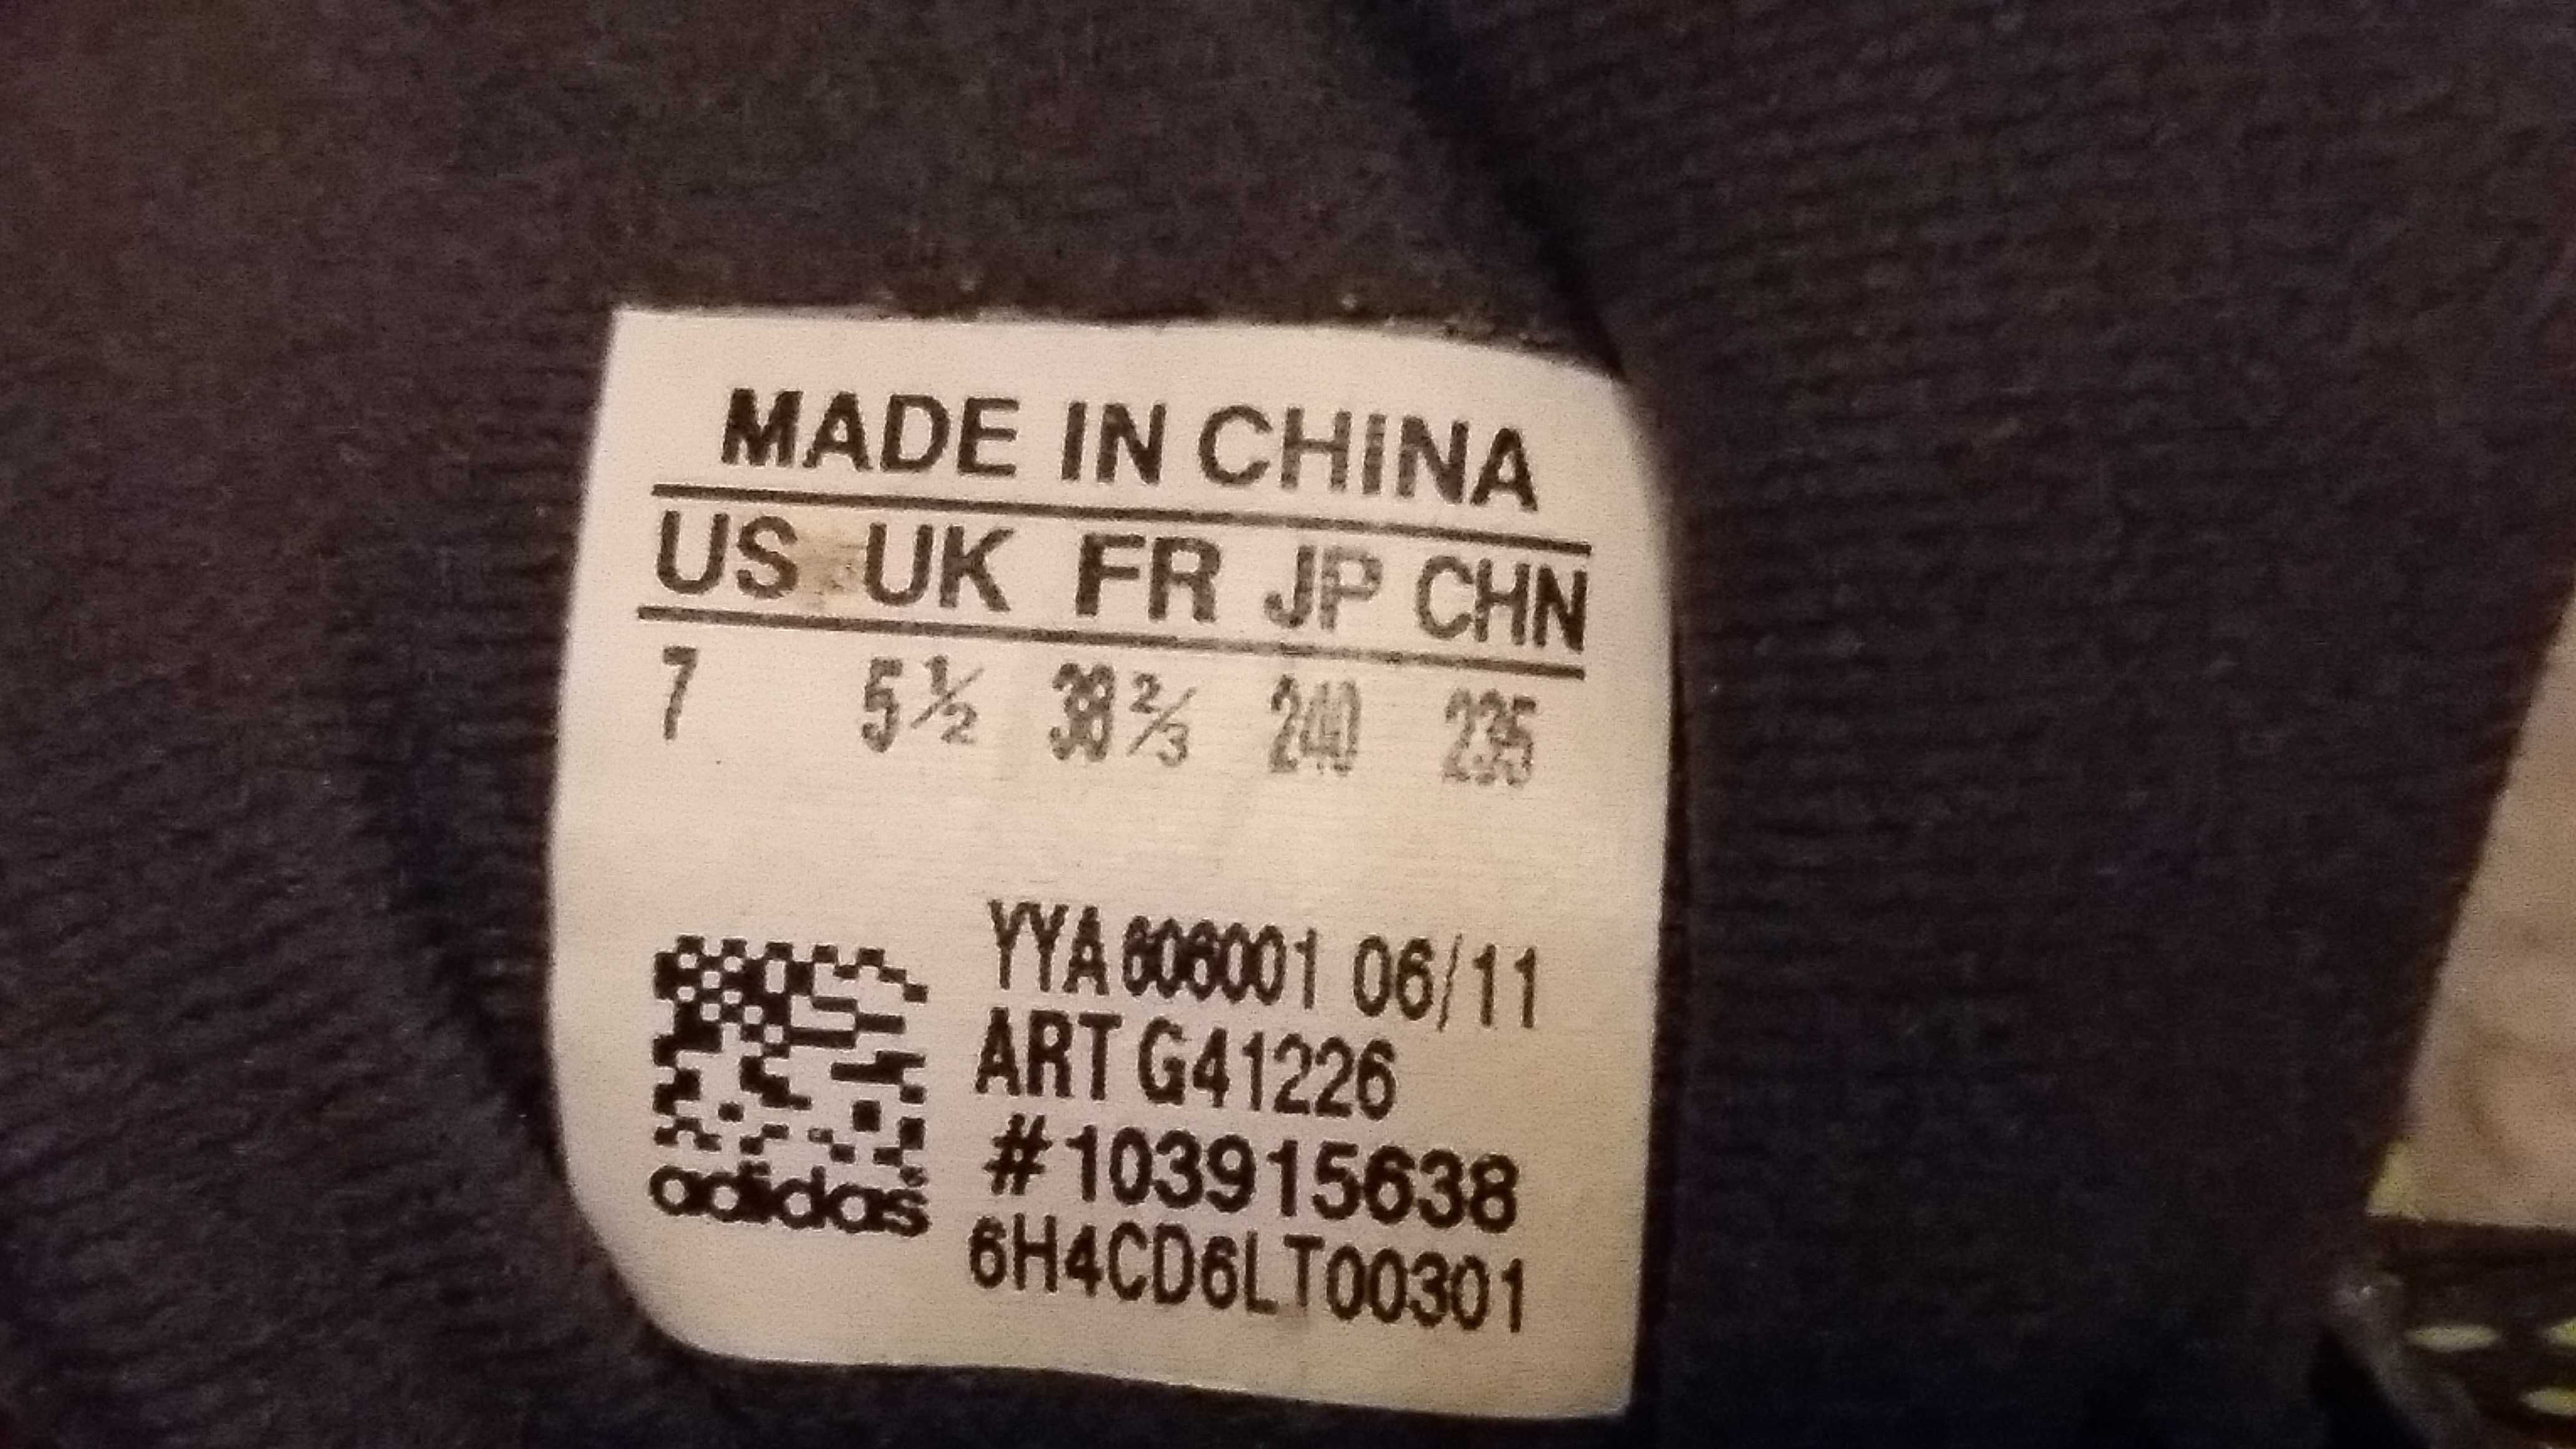 MADE IN CHINA
US UK FR JP CHN
7 5½ 38⅔ 240 235
YYA 606001 06/11
ART G41226
#103915638
6H4CD6LT00301
adidas